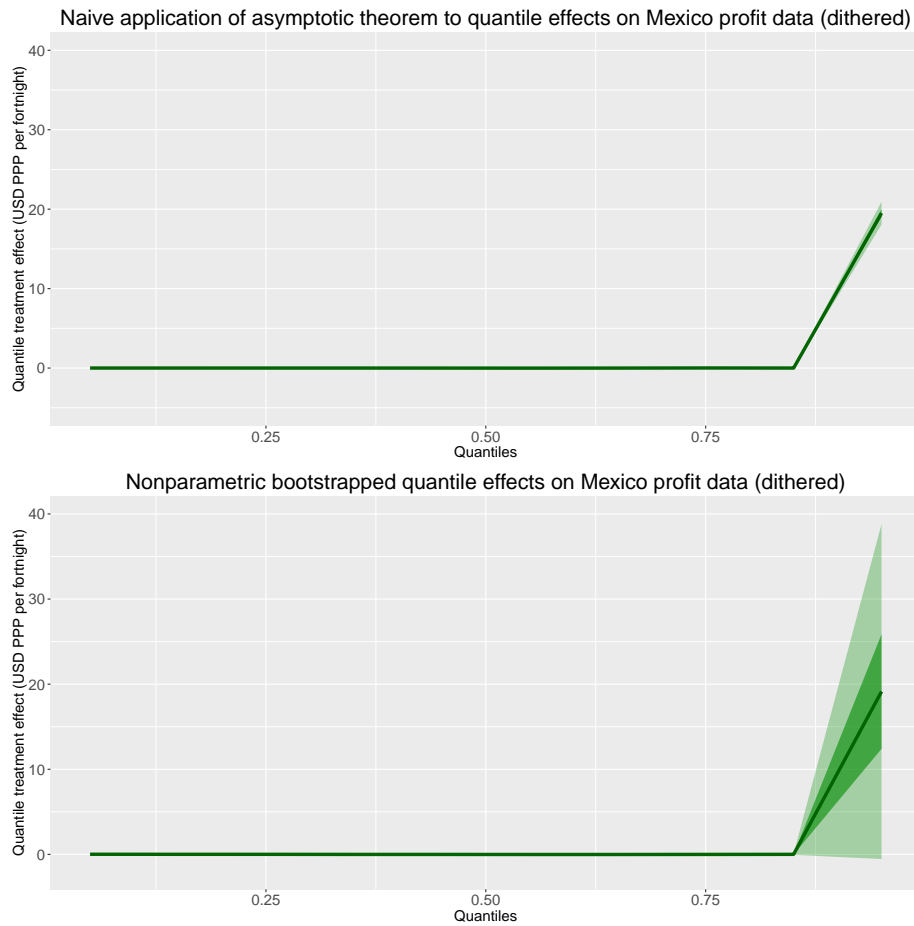 Naive application of asymptotic theorem to quantile effects on Mexico profit data (dithered)
Quantile treatment effect (USD PPP per fortnight)
40
30
20
10
0
0.25
0.50
0.75
Quantiles
Nonparametric bootstrapped quantile effects on Mexico profit data (dithered)
Quantile treatment effect (USD PPP per fortnight)
40
30
20
10
0
0.25
0.50
0.75
Quantiles